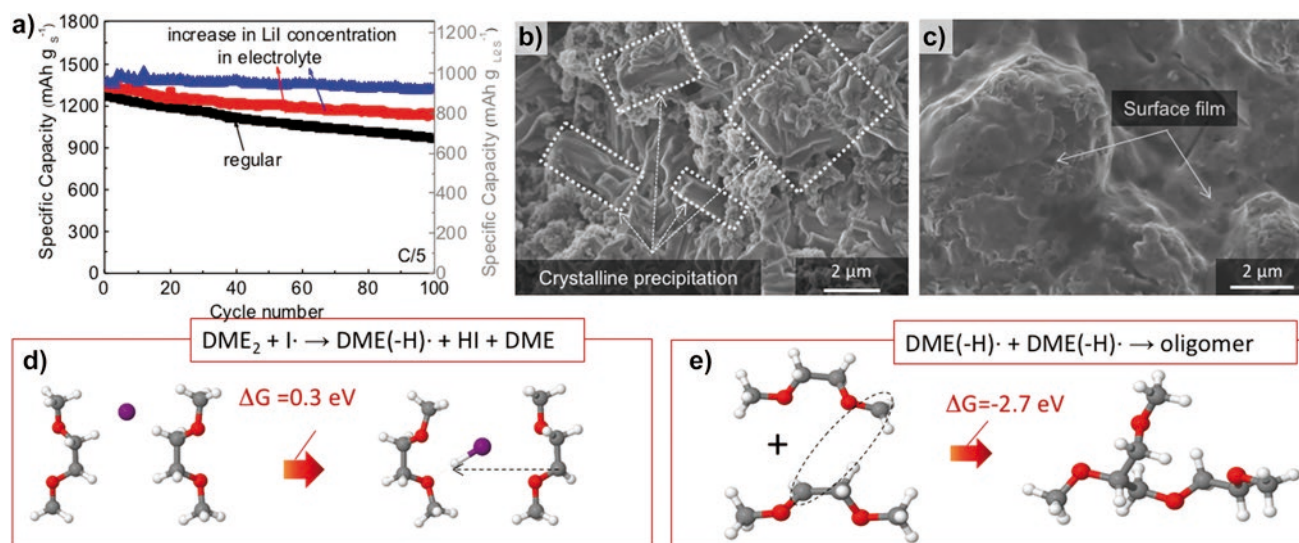 a)
1800
1500
1200
900
600
300
0
Specific Capacity (mAh g s⁻¹)
increase in LiI concentration
in electrolyte
regular
C/5
1200
1000
800
600
400
200
0
Specific Capacity (mAh g Li2S⁻¹)
0 20 40 60 80 100
Cycle number
b)
Crystalline precipitation
2 µm
c)
Surface film
2 µm
d)
DME₂ + I· → DME(-H)· + HI + DME
ΔG =0.3 eV
e)
DME(-H)· + DME(-H)· → oligomer
+
ΔG=-2.7 eV